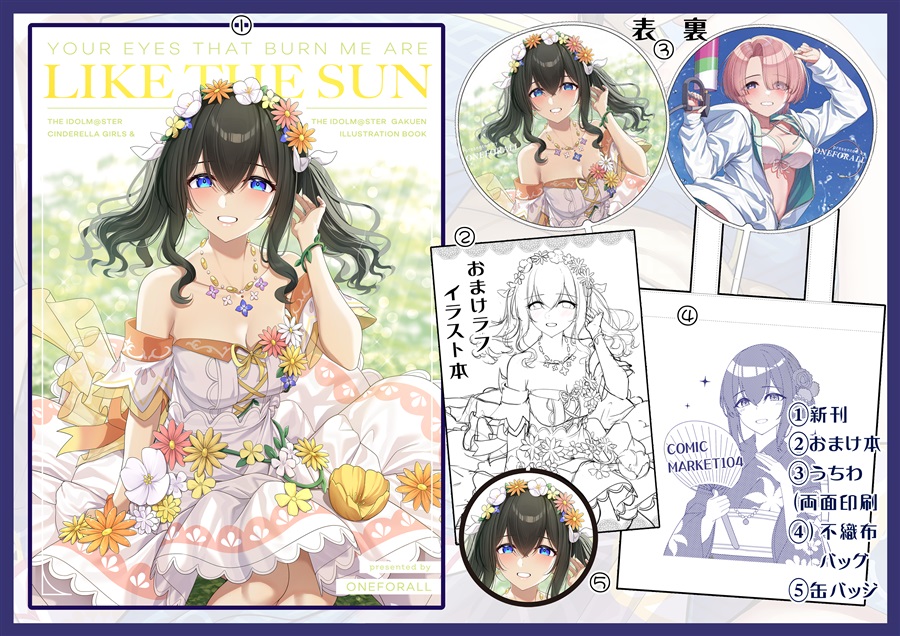 小
YOUR EYES THAT BURN ME ARE
LIKE THE SUN
THE IDOLM@STER
CINDERELLA GIRLS &
THE IDOLM@STER GAKUEN
ILLUSTRATION BOOK
presented by
ONEFORALL
表 裏
③
ONEFORALL
presented by
ONEFORALL
②
おまけラフ
イラスト本
④
COMIC
MARKET104
⑤
①新刊
②おまけ本
③うちわ
(両面印刷
④)不織布
バッグ
⑤缶バッジ